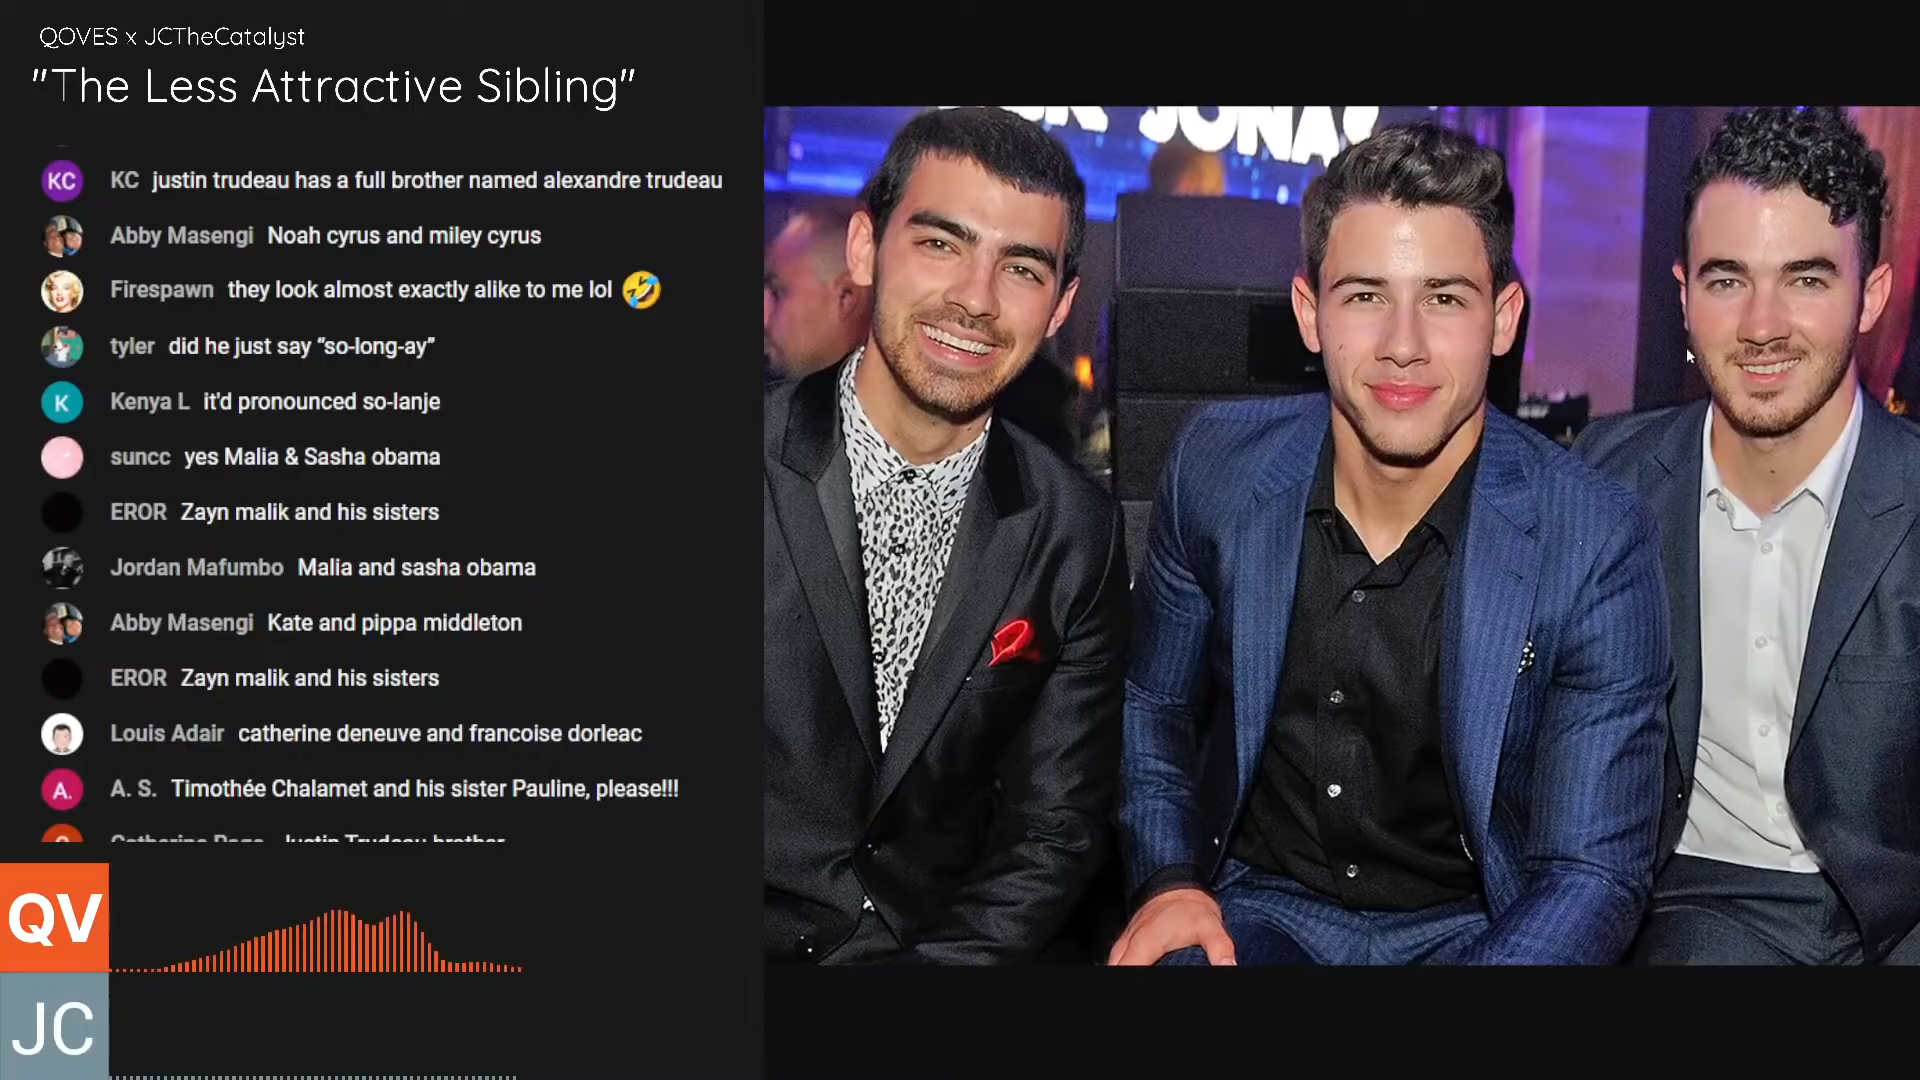 QOVES x JCTheCatalyst
"The Less Attractive Sibling"
KC KC justin trudeau has a full brother named alexandre trudeau
Abby Masengi Noah cyrus and miley cyrus
Firespawn they look almost exactly alike to me lol 🤣
tyler did he just say “so-long-ay”
K Kenya L it'd pronounced so-lanje
suncc yes Malia & Sasha obama
EROR Zayn malik and his sisters
Jordan Mafumbo Malia and sasha obama
Abby Masengi Kate and pippa middleton
EROR Zayn malik and his sisters
Louis Adair catherine deneuve and francoise dorleac
A. A. S. Timothée Chalamet and his sister Pauline, please!!!
Justin Trudeau brother
QV
JC
JONAS